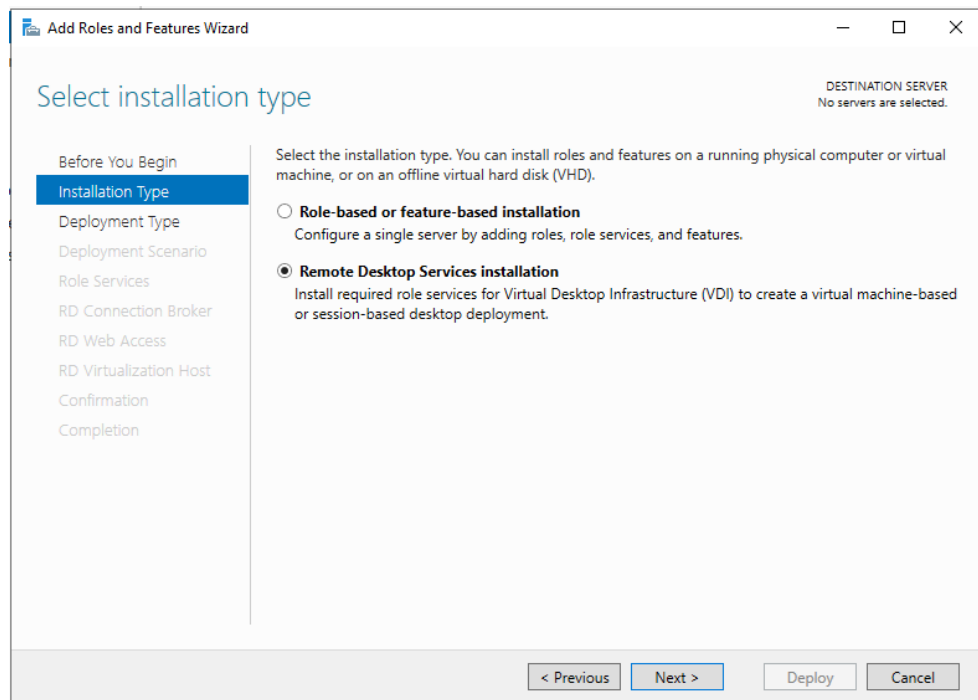 Add Roles and Features Wizard
Select installation type
DESTINATION SERVER
No servers are selected.
Before You Begin
Installation Type
Deployment Type
Deployment Scenario
Role Services
RD Connection Broker
RD Web Access
RD Virtualization Host
Confirmation
Completion
Select the installation type. You can install roles and features on a running physical computer or virtual
machine, or on an offline virtual hard disk (VHD).
Role-based or feature-based installation
Configure a single server by adding roles, role services, and features.
Remote Desktop Services installation
Install required role services for Virtual Desktop Infrastructure (VDI) to create a virtual machine-based
or session-based desktop deployment.
< Previous
Next >
Deploy
Cancel